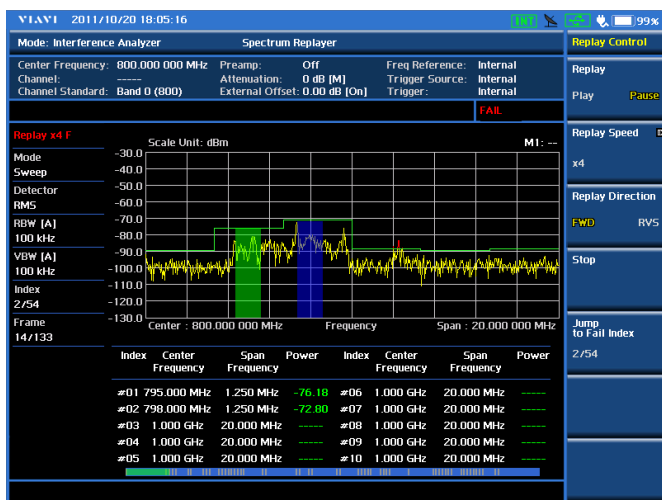 VIAVI 2011/10/20 18:05:16 INT 99%
Mode: Interference Analyzer Spectrum Replayer
Center Frequency: 800.000 000 MHz Preamp: Off Freq Reference: Internal
Channel: ----- Attenuation: 0 dB [M] Trigger Source: Internal
Channel Standard: Band 0 (800) External Offset: 0.00 dB [On] Trigger: Internal
FAIL
Replay x4 F
Scale Unit: dBm M1: --
Mode
Sweep
Detector
RMS
RBW [A]
100 kHz
VBW [A]
100 kHz
Index
2/54
Frame
14/133
-30.0
-40.0
-50.0
-60.0
-70.0
-80.0
-90.0
-100.0
-110.0
-120.0
-130.0
Center : 800.000 000 MHz Frequency Span : 20.000 000 MHz
Index Center Frequency Span Frequency Power Index Center Frequency Span Frequency Power
#01 795.000 MHz 1.250 MHz -76.18 #06 1.000 GHz 20.000 MHz -----
#02 798.000 MHz 1.250 MHz -72.80 #07 1.000 GHz 20.000 MHz -----
#03 1.000 GHz 20.000 MHz ----- #08 1.000 GHz 20.000 MHz -----
#04 1.000 GHz 20.000 MHz ----- #09 1.000 GHz 20.000 MHz -----
#05 1.000 GHz 20.000 MHz ----- #10 1.000 GHz 20.000 MHz -----
Replay Control
Replay
Play Pause
Replay Speed
x4
Replay Direction
FWD RVS
Stop
Jump
to Fail Index
2/54